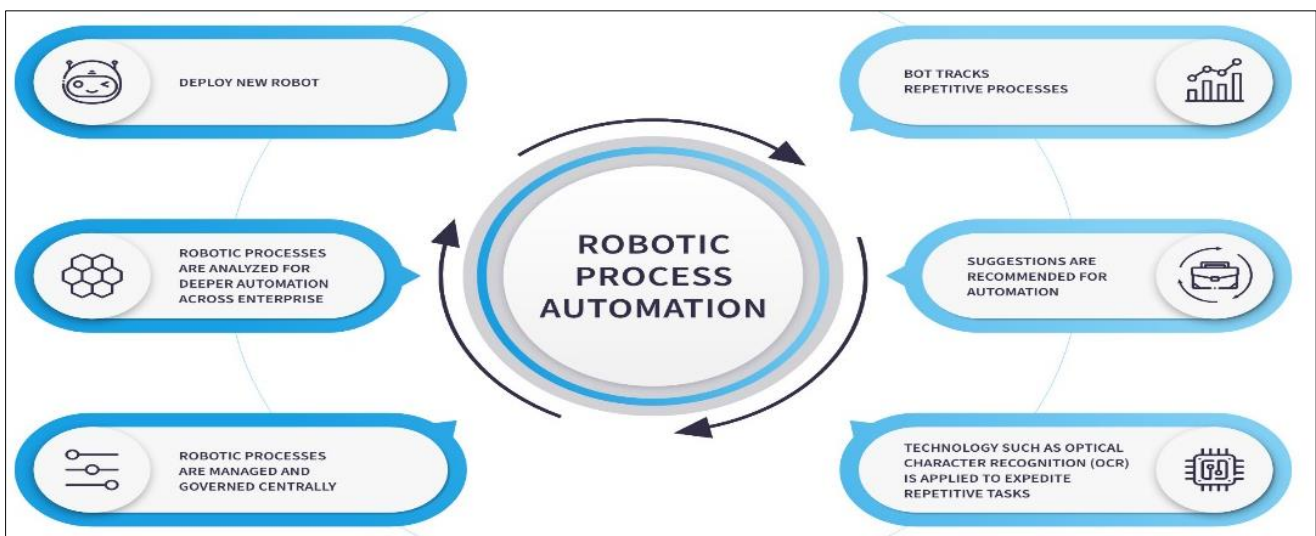 DEPLOY NEW ROBOT
BOT TRACKS
REPETITIVE PROCESSES
ROBOTIC
PROCESS
AUTOMATION
ROBOTIC PROCESSES
ARE ANALYZED FOR
DEEPER AUTOMATION
ACROSS ENTERPRISE
SUGGESTIONS ARE
RECOMMENDED FOR
AUTOMATION
ROBOTIC PROCESSES
ARE MANAGED AND
GOVERNED CENTRALLY
TECHNOLOGY SUCH AS OPTICAL
CHARACTER RECOGNITION (OCR)
IS APPLIED TO EXPEDITE
REPETITIVE TASKS